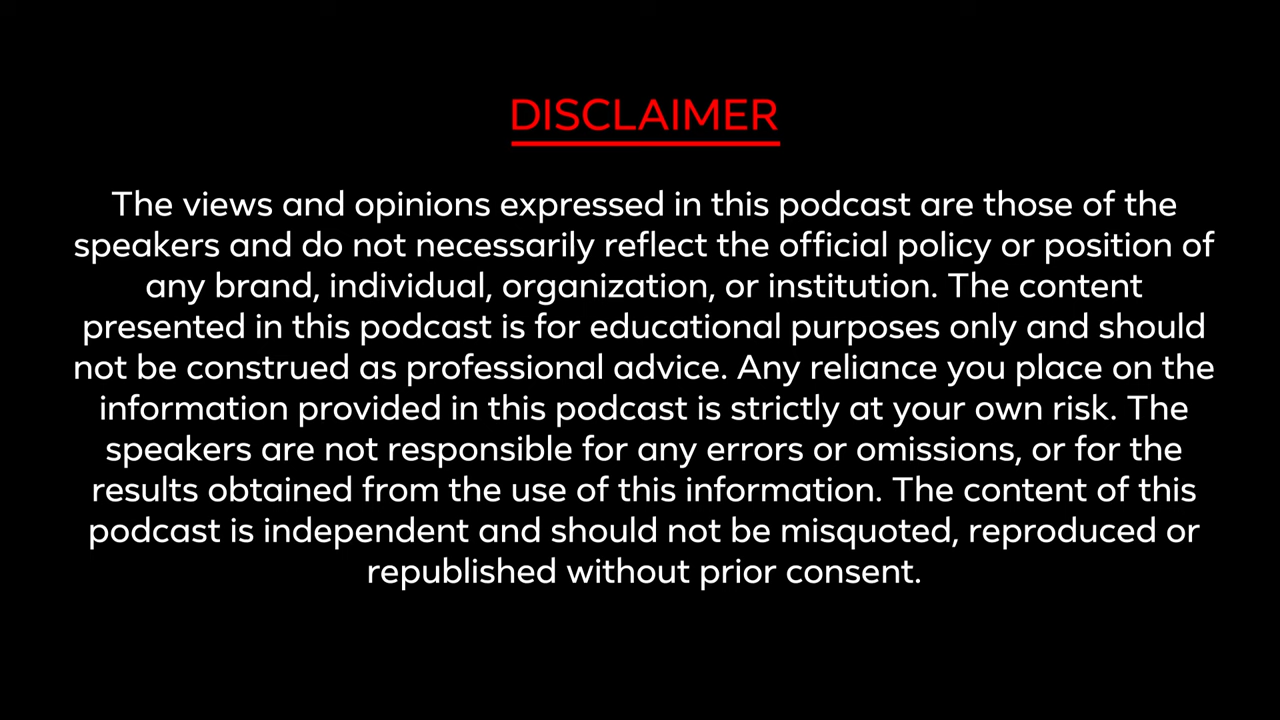 DISCLAIMER
The views and opinions expressed in this podcast are those of the
speakers and do not necessarily reflect the official policy or position of
any brand, individual, organization, or institution. The content
presented in this podcast is for educational purposes only and should
not be construed as professional advice. Any reliance you place on the
information provided in this podcast is strictly at your own risk. The
speakers are not responsible for any errors or omissions, or for the
results obtained from the use of this information. The content of this
podcast is independent and should not be misquoted, reproduced or
republished without prior consent.